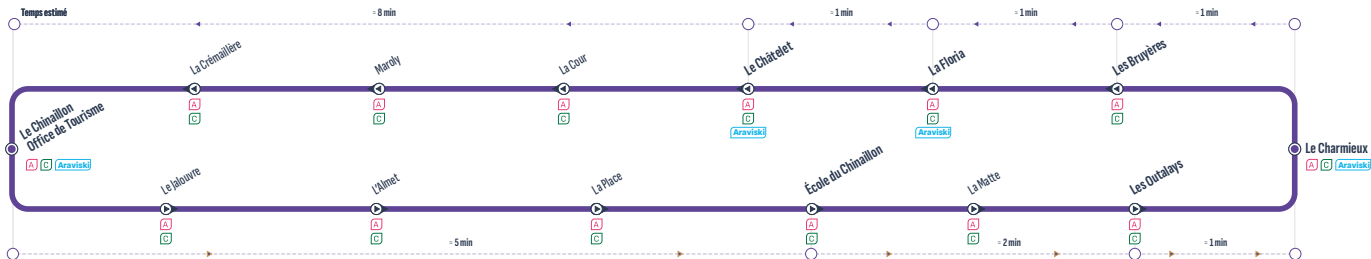 Temps estimé
≈ 8 min
≈ 1 min
≈ 1 min
≈ 1 min
La Crémaillère
Maroly
La Cour
Le Châtelet
La Floria
Les Bruyères
A
C
A
C
A
C
A
C
Araviski
A
C
Araviski
A
C
Le Chinaillon
Office de Tourisme
A C Araviski
Le Charmieux
A C Araviski
Le Jalouvre
L'Almet
La Place
École du Chinaillon
La Matte
Les Outalays
A
C
A
C
A
C
A
C
A
C
A
C
≈ 5 min
≈ 2 min
≈ 1 min